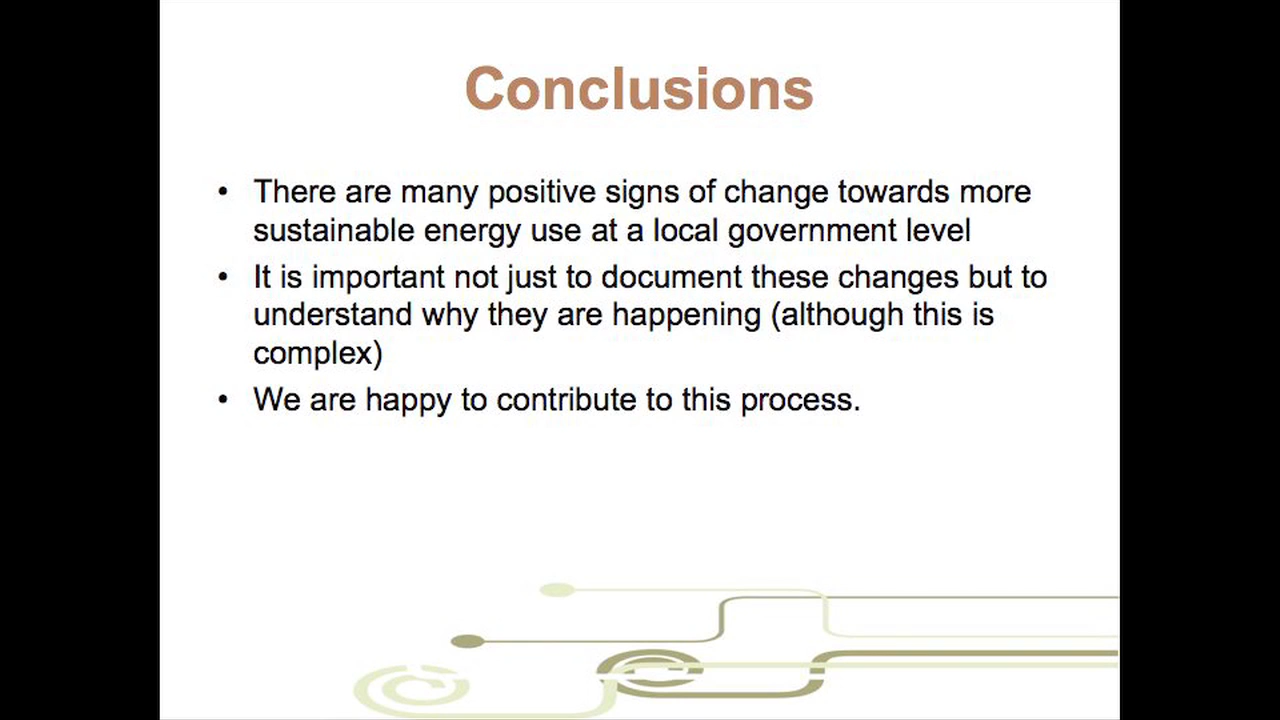 Conclusions
• There are many positive signs of change towards more
sustainable energy use at a local government level
• It is important not just to document these changes but to
understand why they are happening (although this is
complex)
• We are happy to contribute to this process.